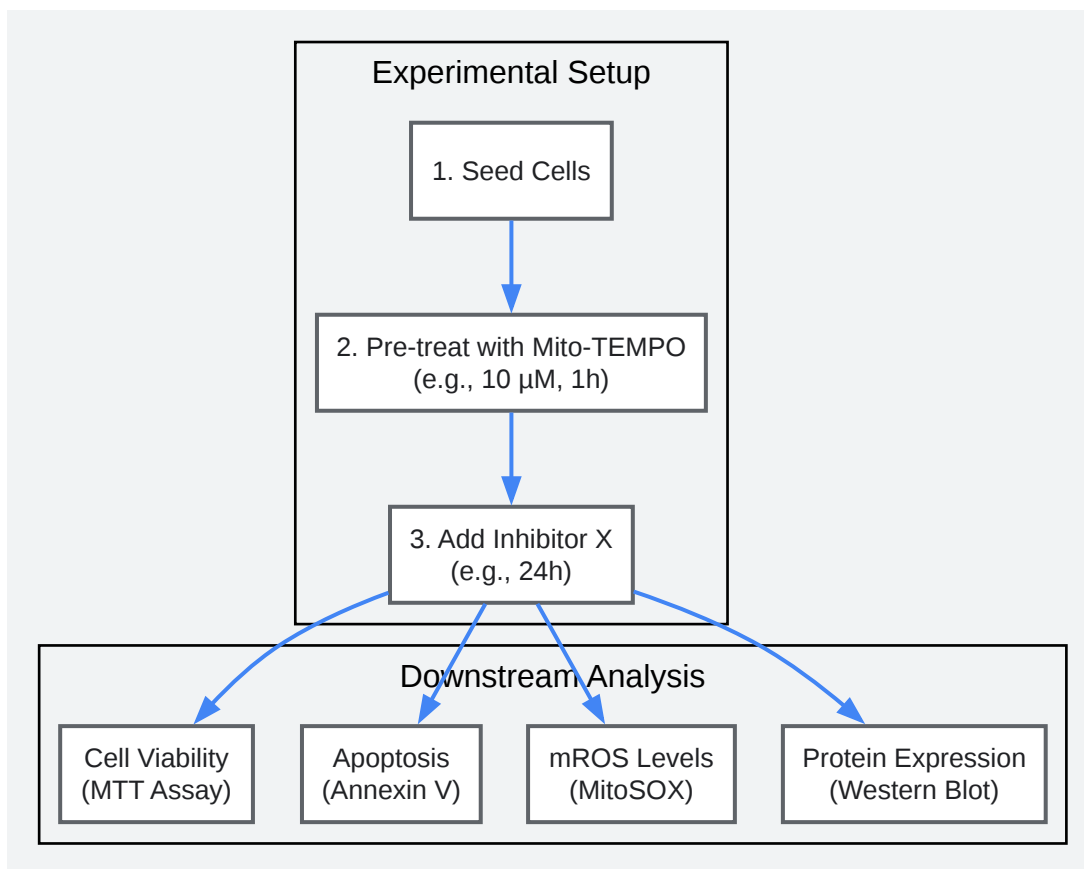 Experimental Setup
1. Seed Cells
2. Pre-treat with Mito-TEMPO
(e.g., 10 µM, 1h)
3. Add Inhibitor X
(e.g., 24h)
Downstream Analysis
Cell Viability
(MTT Assay)
Apoptosis
(Annexin V)
mROS Levels
(MitoSOX)
Protein Expression
(Western Blot)